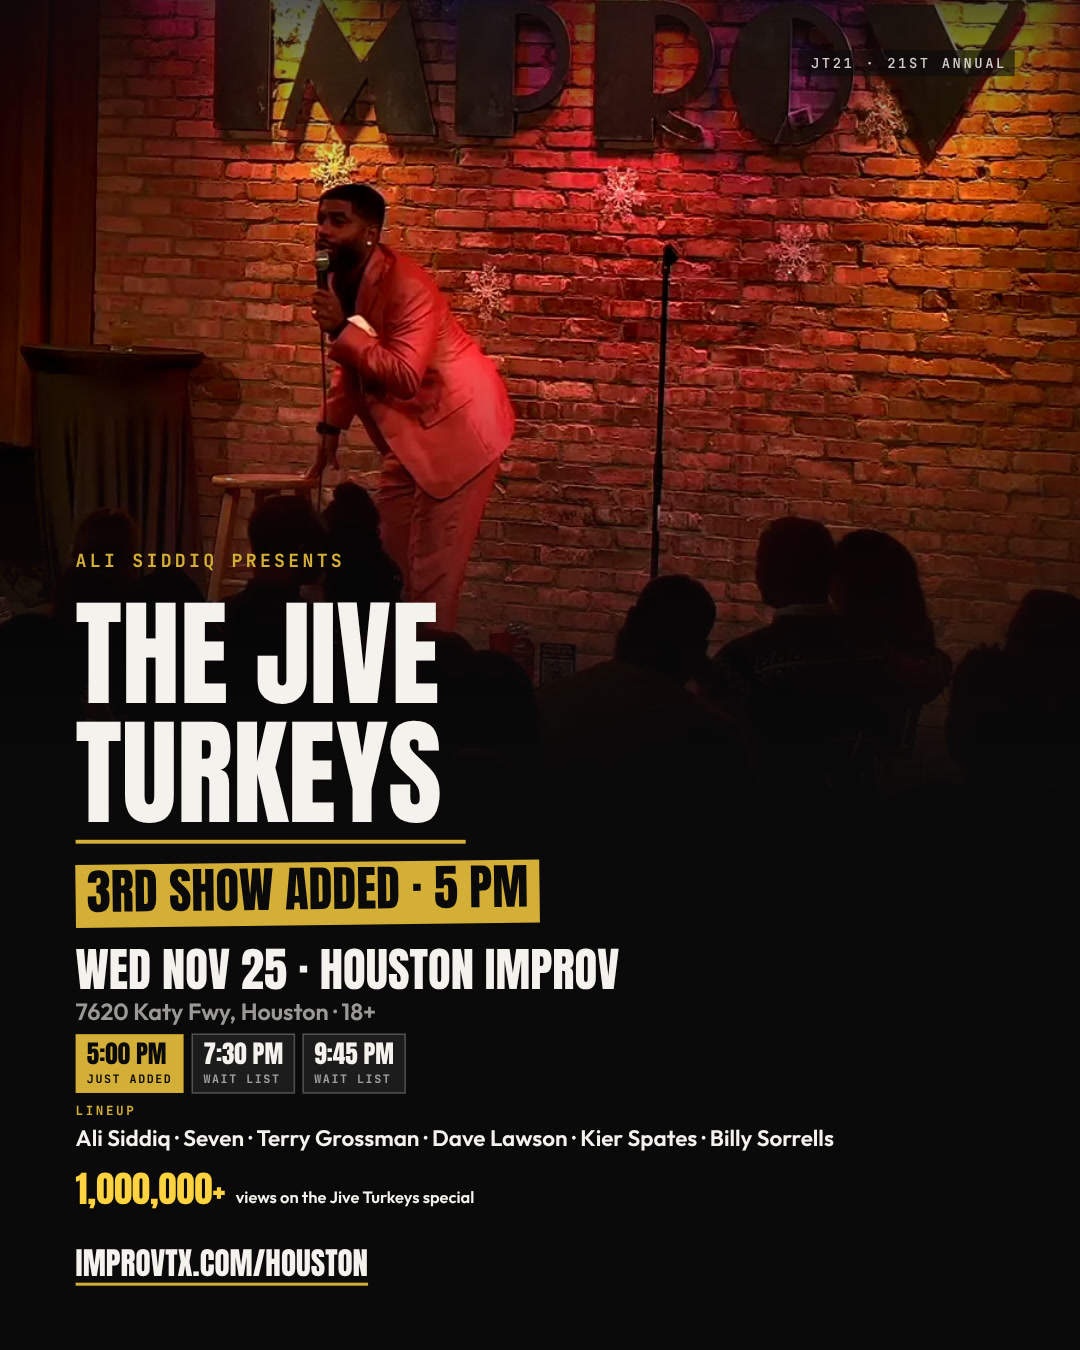 IMPROV
JT21 · 21ST ANNUAL
ALI SIDDIQ PRESENTS
THE JIVE
TURKEYS
3RD SHOW ADDED · 5 PM
WED NOV 25 · HOUSTON IMPROV
7620 Katy Fwy, Houston · 18+
5:00 PM 7:30 PM 9:45 PM
JUST ADDED WAIT LIST WAIT LIST
LINEUP
Ali Siddiq · Seven · Terry Grossman · Dave Lawson · Kier Spates · Billy Sorrells
1,000,000+ views on the Jive Turkeys special
IMPROVTX.COM/HOUSTON